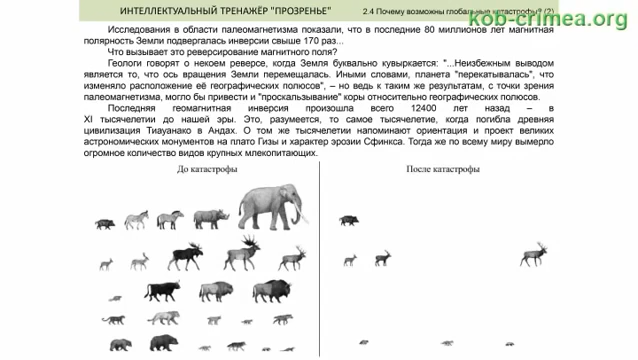 ИНТЕЛЛЕКТУАЛЬНЫЙ ТРЕНАЖЁР "ПРОЗРЕНЬЕ" 2.4 Почему возможны глобальные катастрофы? (2)
kob-crimea.org
Исследования в области палеомагнетизма показали, что в последние 80 миллионов лет магнитная
полярность Земли подвергалась инверсии свыше 170 раз...
Что вызывает это реверсирование магнитного поля?
Геологи говорят о некоем реверсе, когда Земля буквально кувыркается: "...Неизбежным выводом
является то, что ось вращения Земли перемещалась. Иными словами, планета "перекатывалась", что
изменяло расположение её географических полюсов", – но ведь к таким же результатам, с точки зрения
палеомагнетизма, могло бы привести и "проскальзывание" коры относительно географических полюсов.
Последняя геомагнитная инверсия произошла всего 12400 лет назад – в
XI тысячелетии до нашей эры. Это, разумеется, то самое тысячелетие, когда погибла древняя
цивилизация Тиауанако в Андах. О том же тысячелетии напоминают ориентация и проект великих
астрономических монументов на плато Гизы и характер эрозии Сфинкса. Тогда же по всему миру вымерло
огромное количество видов крупных млекопитающих.
До катастрофы
После катастрофы